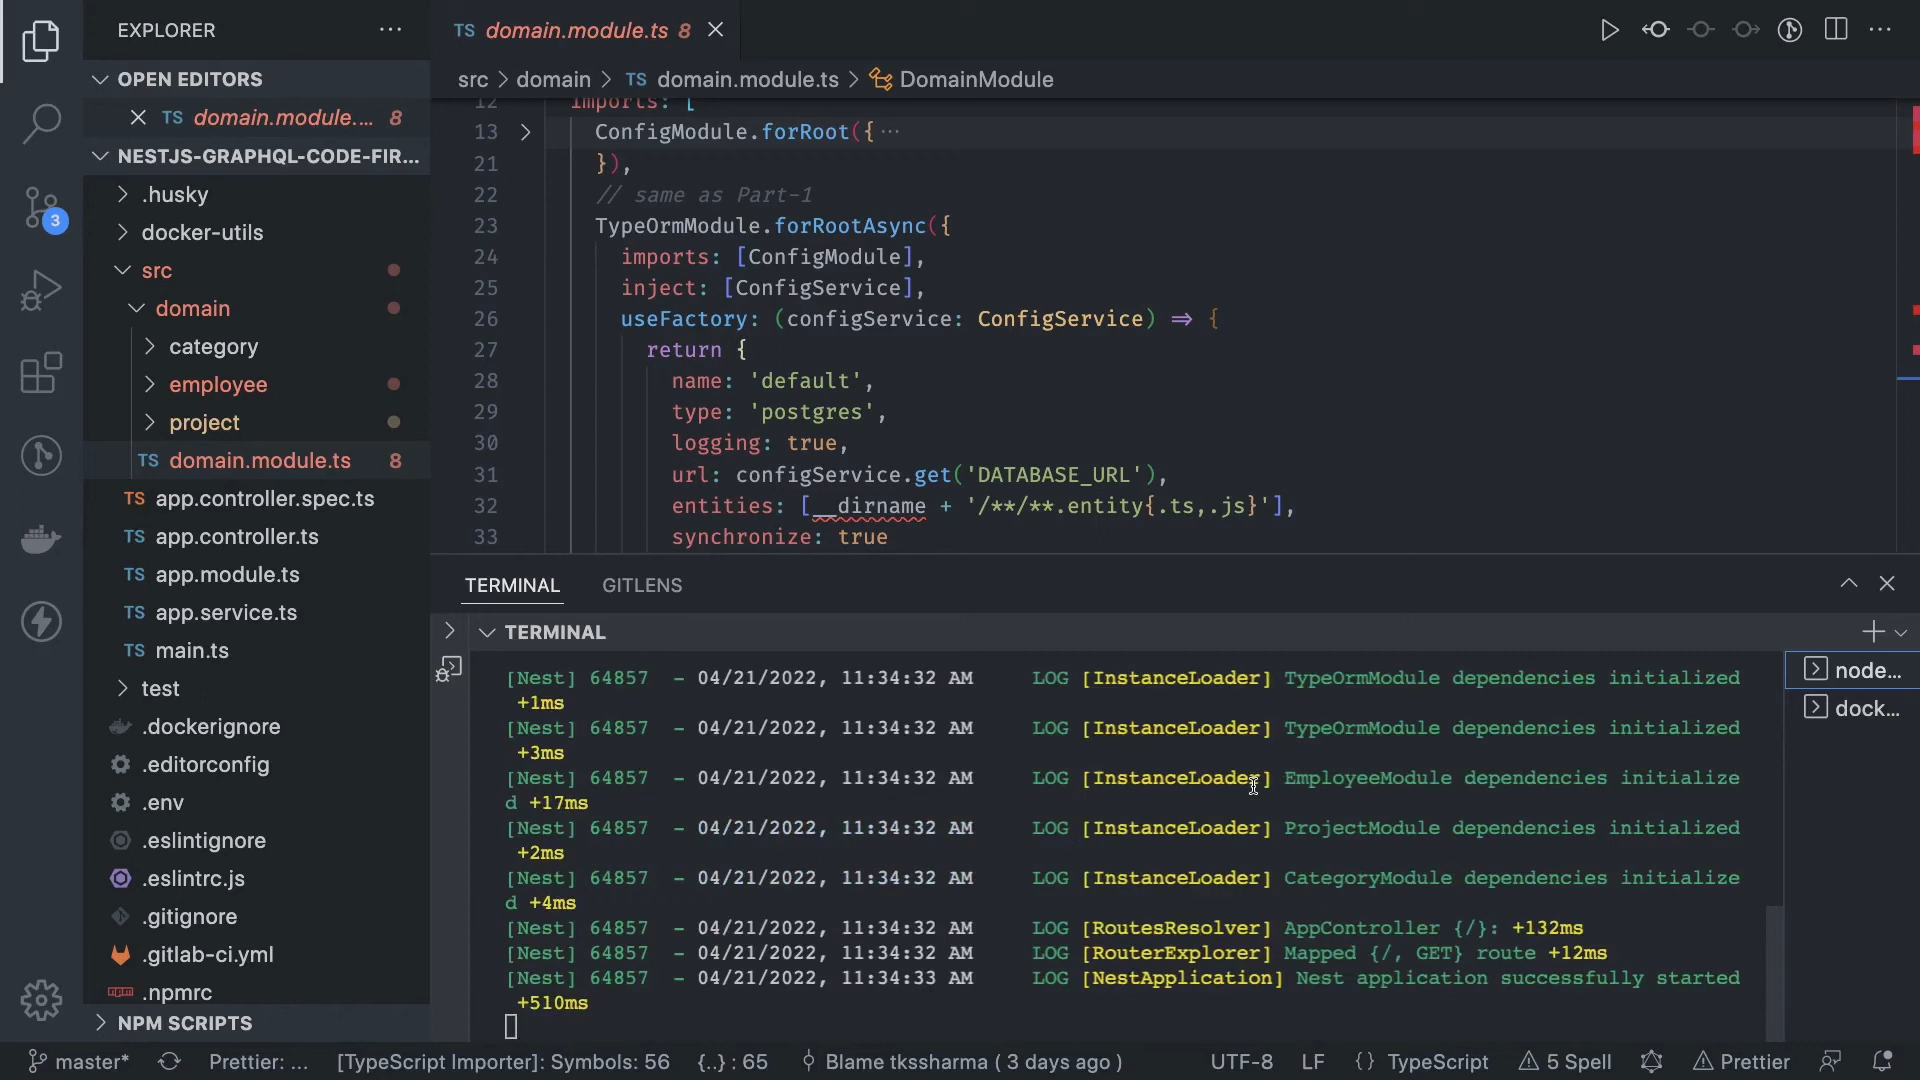 EXPLORER
OPEN EDITORS
TS domain.module.... 8
NESTJS-GRAPHQL-CODE-FIR...
.husky
docker-utils
src
domain
category
employee
project
TS domain.module.ts 8
TS app.controller.spec.ts
TS app.controller.ts
TS app.module.ts
TS app.service.ts
TS main.ts
test
.dockerignore
.editorconfig
.env
.eslintignore
.eslintrc.js
.gitignore
.gitlab-ci.yml
.npmrc
NPM SCRIPTS
3
TS domain.module.ts 8
src > domain > TS domain.module.ts > DomainModule
12 imports: [
13 ConfigModule.forRoot({ ···
21 }),
22 // same as Part-1
23 TypeOrmModule.forRootAsync({
24 imports: [ConfigModule],
25 inject: [ConfigService],
26 useFactory: (configService: ConfigService) ⇒ {
27 return {
28 name: 'default',
29 type: 'postgres',
30 logging: true,
31 url: configService.get('DATABASE_URL'),
32 entities: [__dirname + '/**/**.entity{.ts,.js}'],
33 synchronize: true
TERMINAL GITLENS
TERMINAL
[Nest] 64857 - 04/21/2022, 11:34:32 AM LOG [InstanceLoader] TypeOrmModule dependencies initialized
+1ms
[Nest] 64857 - 04/21/2022, 11:34:32 AM LOG [InstanceLoader] TypeOrmModule dependencies initialized
+3ms
[Nest] 64857 - 04/21/2022, 11:34:32 AM LOG [InstanceLoader] EmployeeModule dependencies initialize
d +17ms
[Nest] 64857 - 04/21/2022, 11:34:32 AM LOG [InstanceLoader] ProjectModule dependencies initialized
+2ms
[Nest] 64857 - 04/21/2022, 11:34:32 AM LOG [InstanceLoader] CategoryModule dependencies initialize
d +4ms
[Nest] 64857 - 04/21/2022, 11:34:32 AM LOG [RoutesResolver] AppController {/}: +132ms
[Nest] 64857 - 04/21/2022, 11:34:32 AM LOG [RouterExplorer] Mapped {/, GET} route +12ms
[Nest] 64857 - 04/21/2022, 11:34:33 AM LOG [NestApplication] Nest application successfully started
+510ms
node...
dock...
master* Prettier: ... [TypeScript Importer]: Symbols: 56 {..} : 65 Blame tkssharma ( 3 days ago ) UTF-8 LF {} TypeScript 5 Spell Prettier